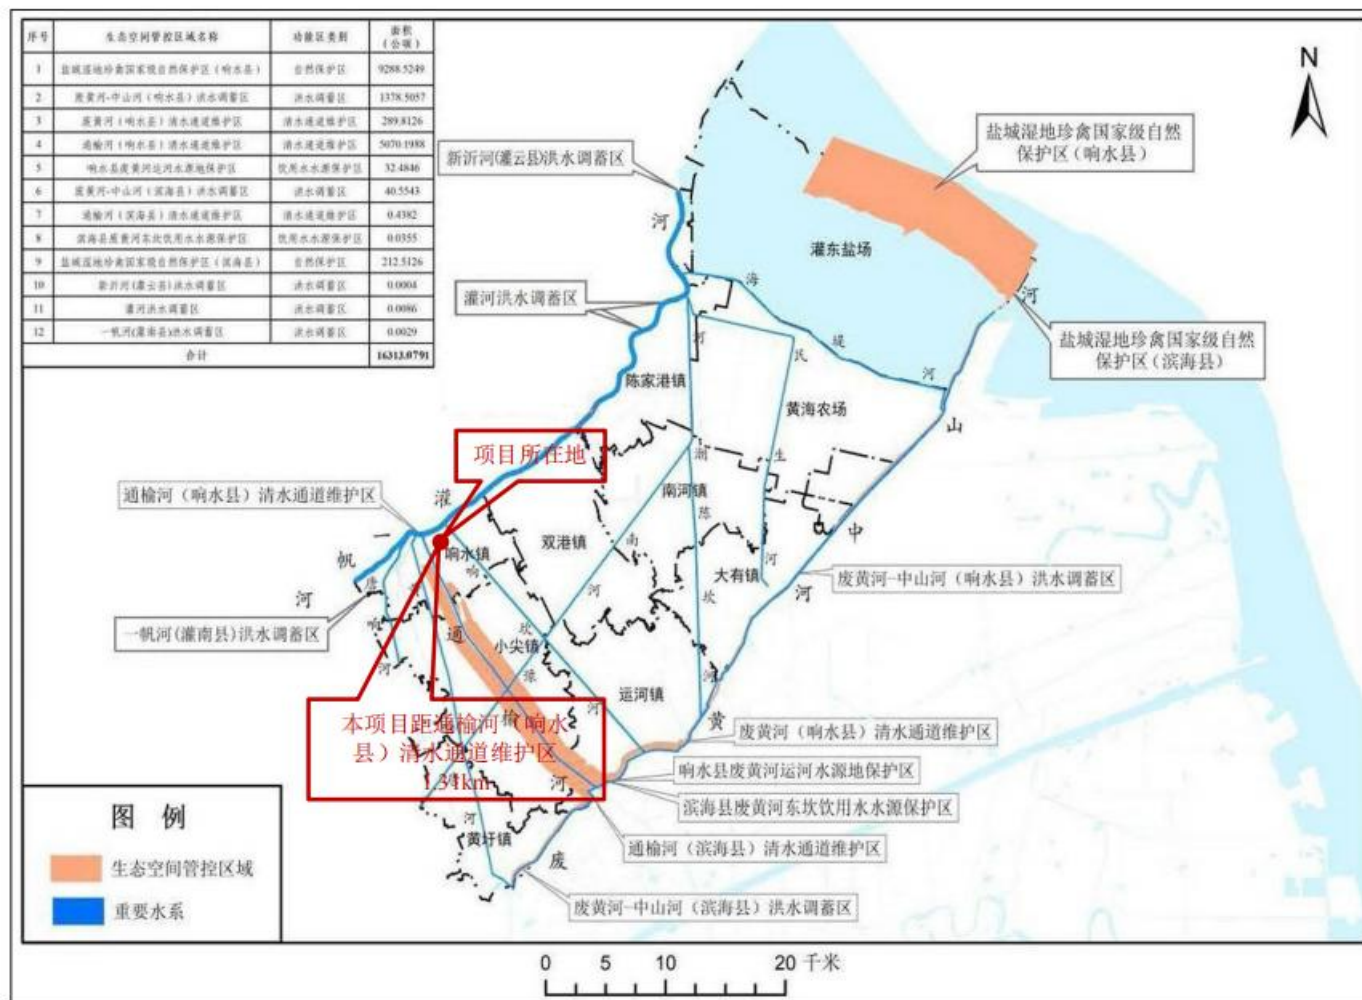 序号 生态空间管控区域名称 功能区类别 面积
（公顷）
1 盐城湿地珍禽国家级自然保护区（响水县） 自然保护区 9288.5249
2 废黄河-中山河（响水县）洪水调蓄区 洪水调蓄区 1378.5057
3 废黄河（响水县）清水通道维护区 清水通道维护区 289.8126
4 通榆河（响水县）清水通道维护区 清水通道维护区 5070.1988
5 响水县废黄河运河水源地保护区 饮用水水源保护区 32.4846
6 废黄河-中山河（滨海县）洪水调蓄区 洪水调蓄区 40.5543
7 通榆河（滨海县）清水通道维护区 清水通道维护区 0.4382
8 滨海县废黄河东坎饮用水水源保护区 饮用水水源保护区 0.0355
9 盐城湿地珍禽国家级自然保护区（滨海县） 自然保护区 212.5126
10 新沂河(灌云县)洪水调蓄区 洪水调蓄区 0.0004
11 灌河洪水调蓄区 洪水调蓄区 0.0086
12 一帆河(灌南县)洪水调蓄区 洪水调蓄区 0.0029
合计 16313.0791
N
盐城湿地珍禽国家级自然
保护区（响水县）
新沂河(灌云县)洪水调蓄区
河
灌东盐场
海
河
灌河洪水调蓄区
盐城湿地珍禽国家级自然
保护区（滨海县）
河
民
堤
河
陈家港镇
黄海农场
山
项目所在地
潮
生
通榆河（响水县）清水通道维护区
灌
南河镇
陈
中
一
帆
河
响水镇
响
双港镇
南
河
大有镇
河
坎
河
废黄河-中山河（响水县）洪水调蓄区
唐
响
河
一帆河(灌南县)洪水调蓄区
通
坎
小尖镇
豫
河
运河镇
河
黄
本项目距通榆河（响水
县）清水通道维护区
1.31km
榆
河
废黄河（响水县）清水通道维护区
响水县废黄河运河水源地保护区
滨海县废黄河东坎饮用水水源保护区
河
黄圩镇
废
通榆河（滨海县）清水通道维护区
废黄河-中山河（滨海县）洪水调蓄区
图 例
生态空间管控区域
重要水系
0 5 10 20 千米